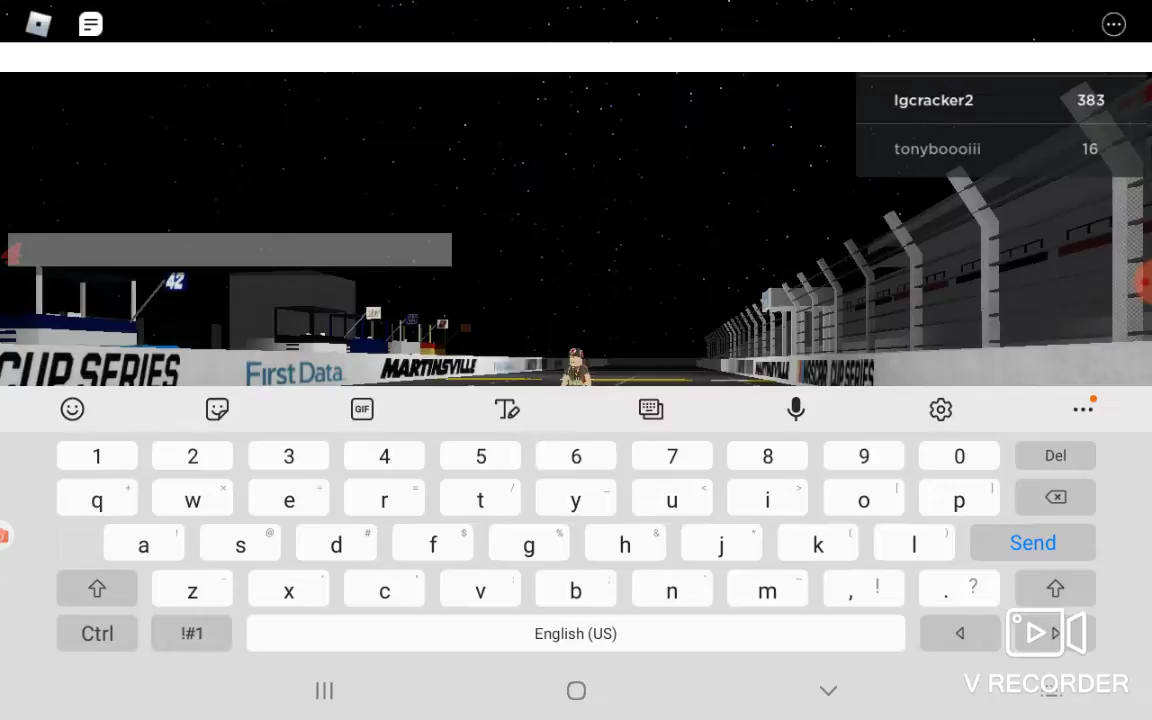 lgcracker2 383
tonyboooiii 16
42
CUP SERIES
First Data
MARTINSVILLE
CUP SERIES
GIF
1 2 3 4 5 6 7 8 9 0 Del
q + w × e ÷ r = t / y _ u < i > o [ p ]
a ! s @ d # f $ g % h & j * k ( l ) Send
z - x ' c " v : b ; n m , ! . ?
Ctrl !#1 English (US)
V RECORDER